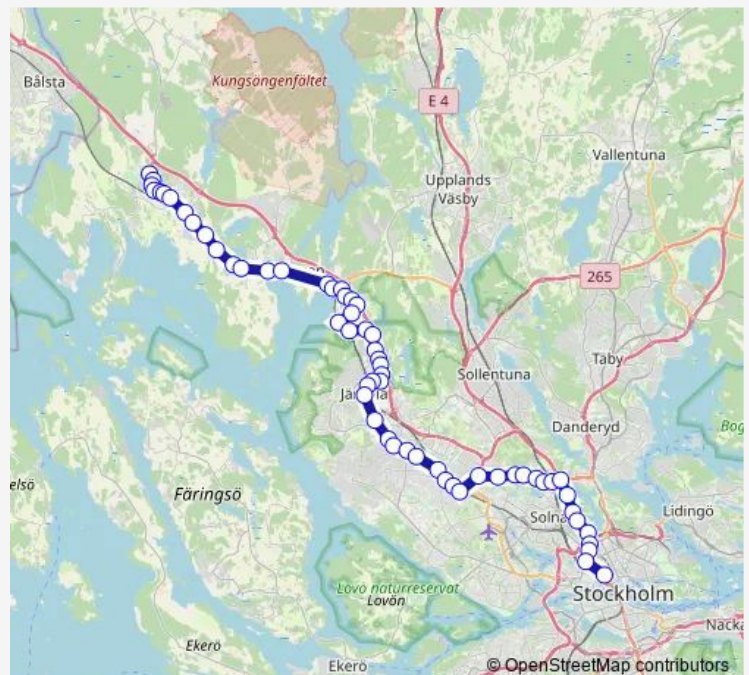 Bålsta
Kungsängenfältet
E 4
Vallentuna
Upplands
Väsby
265
Täby
Sollentuna
Danderyd
Färingsö
Solna
Lidingö
Lovö naturreservat
Lovön
Stockholm
Nacka
Ekerö
Ekerö
© OpenStreetMap contributors